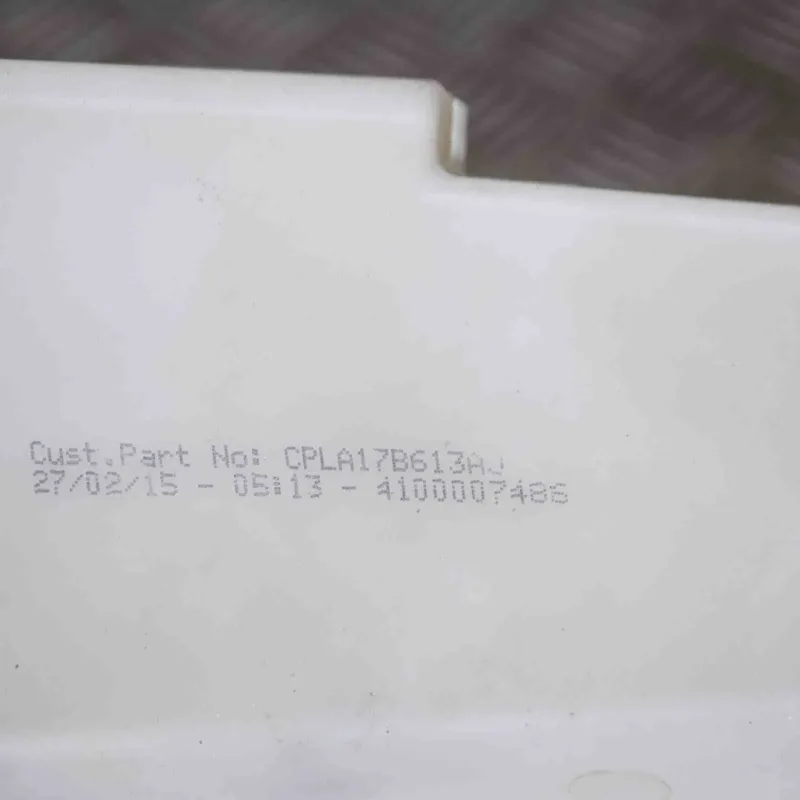 Cust.Part No: CPLA17B613AJ
27/02/15 - 05:13 - 4100007486